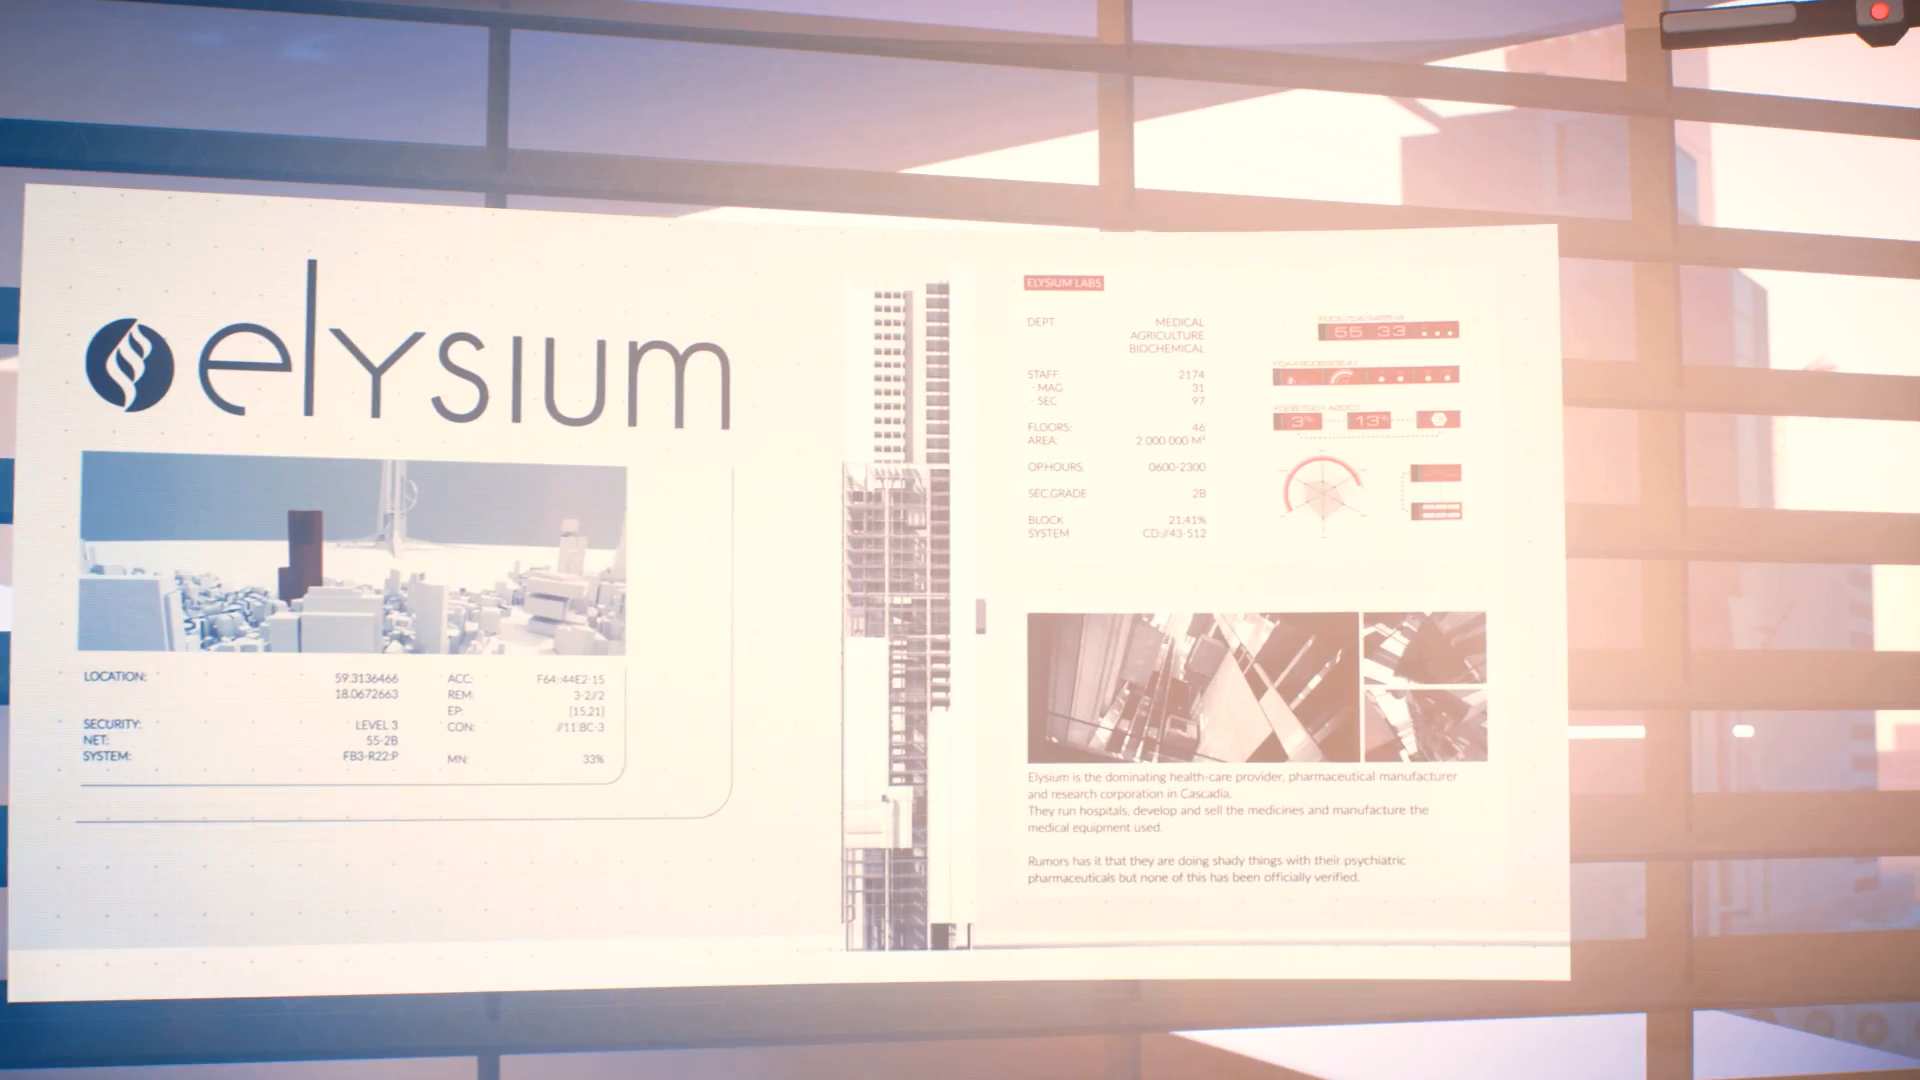 elysium
LOCATION: 59.3136466
18.0672663
SECURITY: LEVEL 3
NET: 55-2B
SYSTEM: FB3-R22:P
ACC: F64::44E2-15
REM: 3-2//2
EP: [15,21]
CON: //11:BC-3
MN: 33%
ELYSIUM LABS
DEPT. MEDICAL
AGRICULTURE
BIOCHEMICAL
STAFF 2174
- MAG 31
- SEC 97
FLOORS: 46
AREA: 2 000 000 M²
OP.HOURS. 0600-2300
SEC.GRADE 2B
BLOCK 21,41%
SYSTEM CD://43-512
55 33
3% 13%
Elysium is the dominating health-care provider, pharmaceutical manufacturer
and research corporation in Cascadia.
They run hospitals, develop and sell the medicines and manufacture the
medical equipment used.
Rumors has it that they are doing shady things with their psychiatric
pharmaceuticals but none of this has been officially verified.